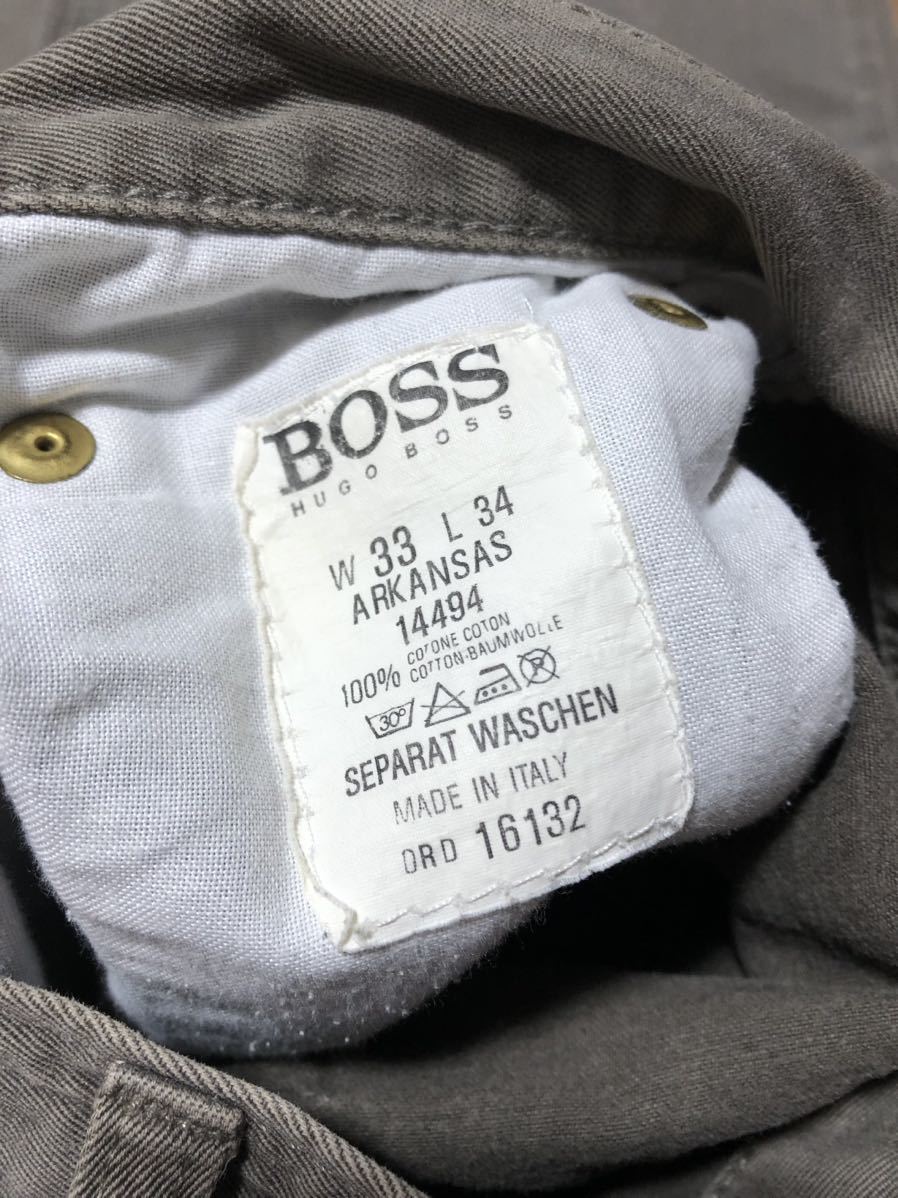 BOSS
HUGO BOSS
W 33 L 34
ARKANSAS
14494
100% COTONE COTON
COTTON-BAUMWOLLE
30°
SEPARAT WASCHEN
MADE IN ITALY
ORD 16132